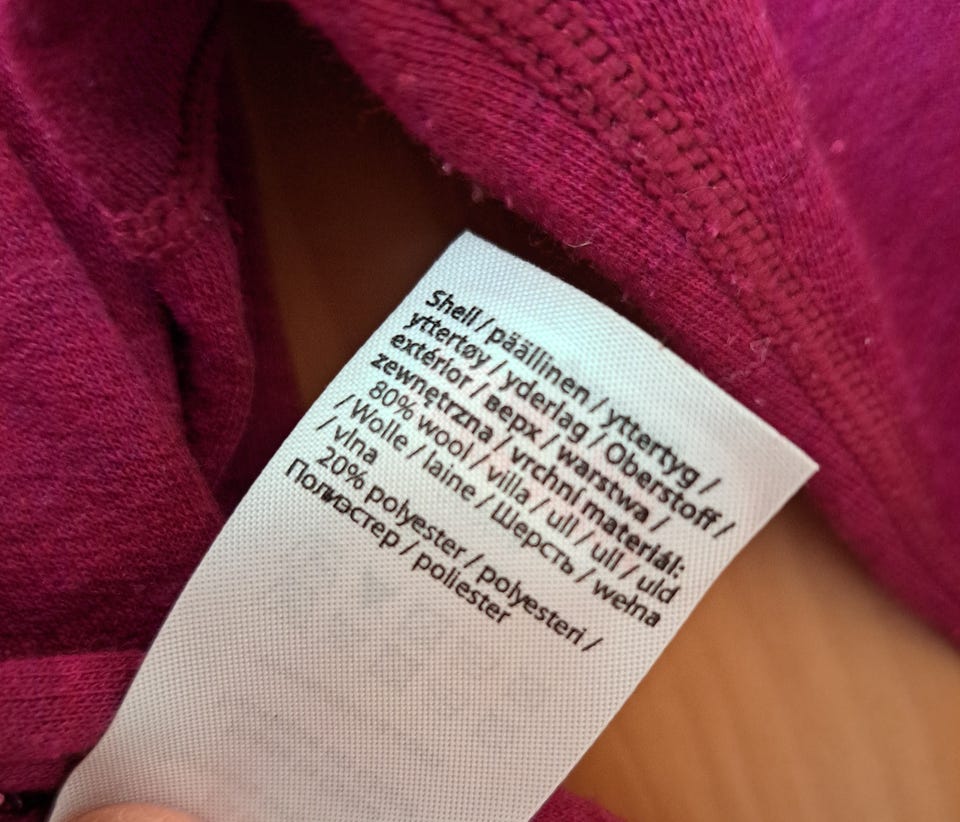 Shell / päällinen / yttertyg /
yttertøy / yderlag / Oberstoff /
extérior / верх / warstwa /
zewnętrzna / vrchní materiál:
80% wool / villa / ull / ull / uld
/ Wolle / laine / Шерсть / wełna
/ vlna
20% polyester / polyesteri /
Полиэстер / poliester